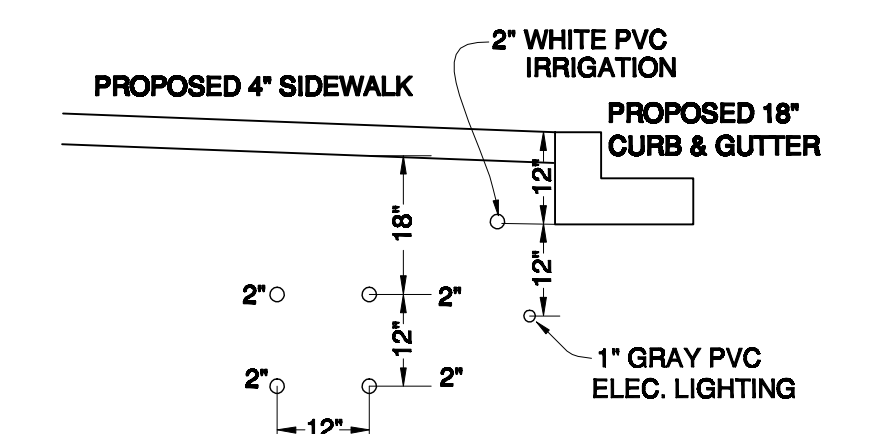 2" WHITE PVC
IRRIGATION
PROPOSED 4" SIDEWALK
PROPOSED 18"
CURB & GUTTER
12"
18"
12"
2"
2"
12"
1" GRAY PVC
ELEC. LIGHTING
2"
2"
12"